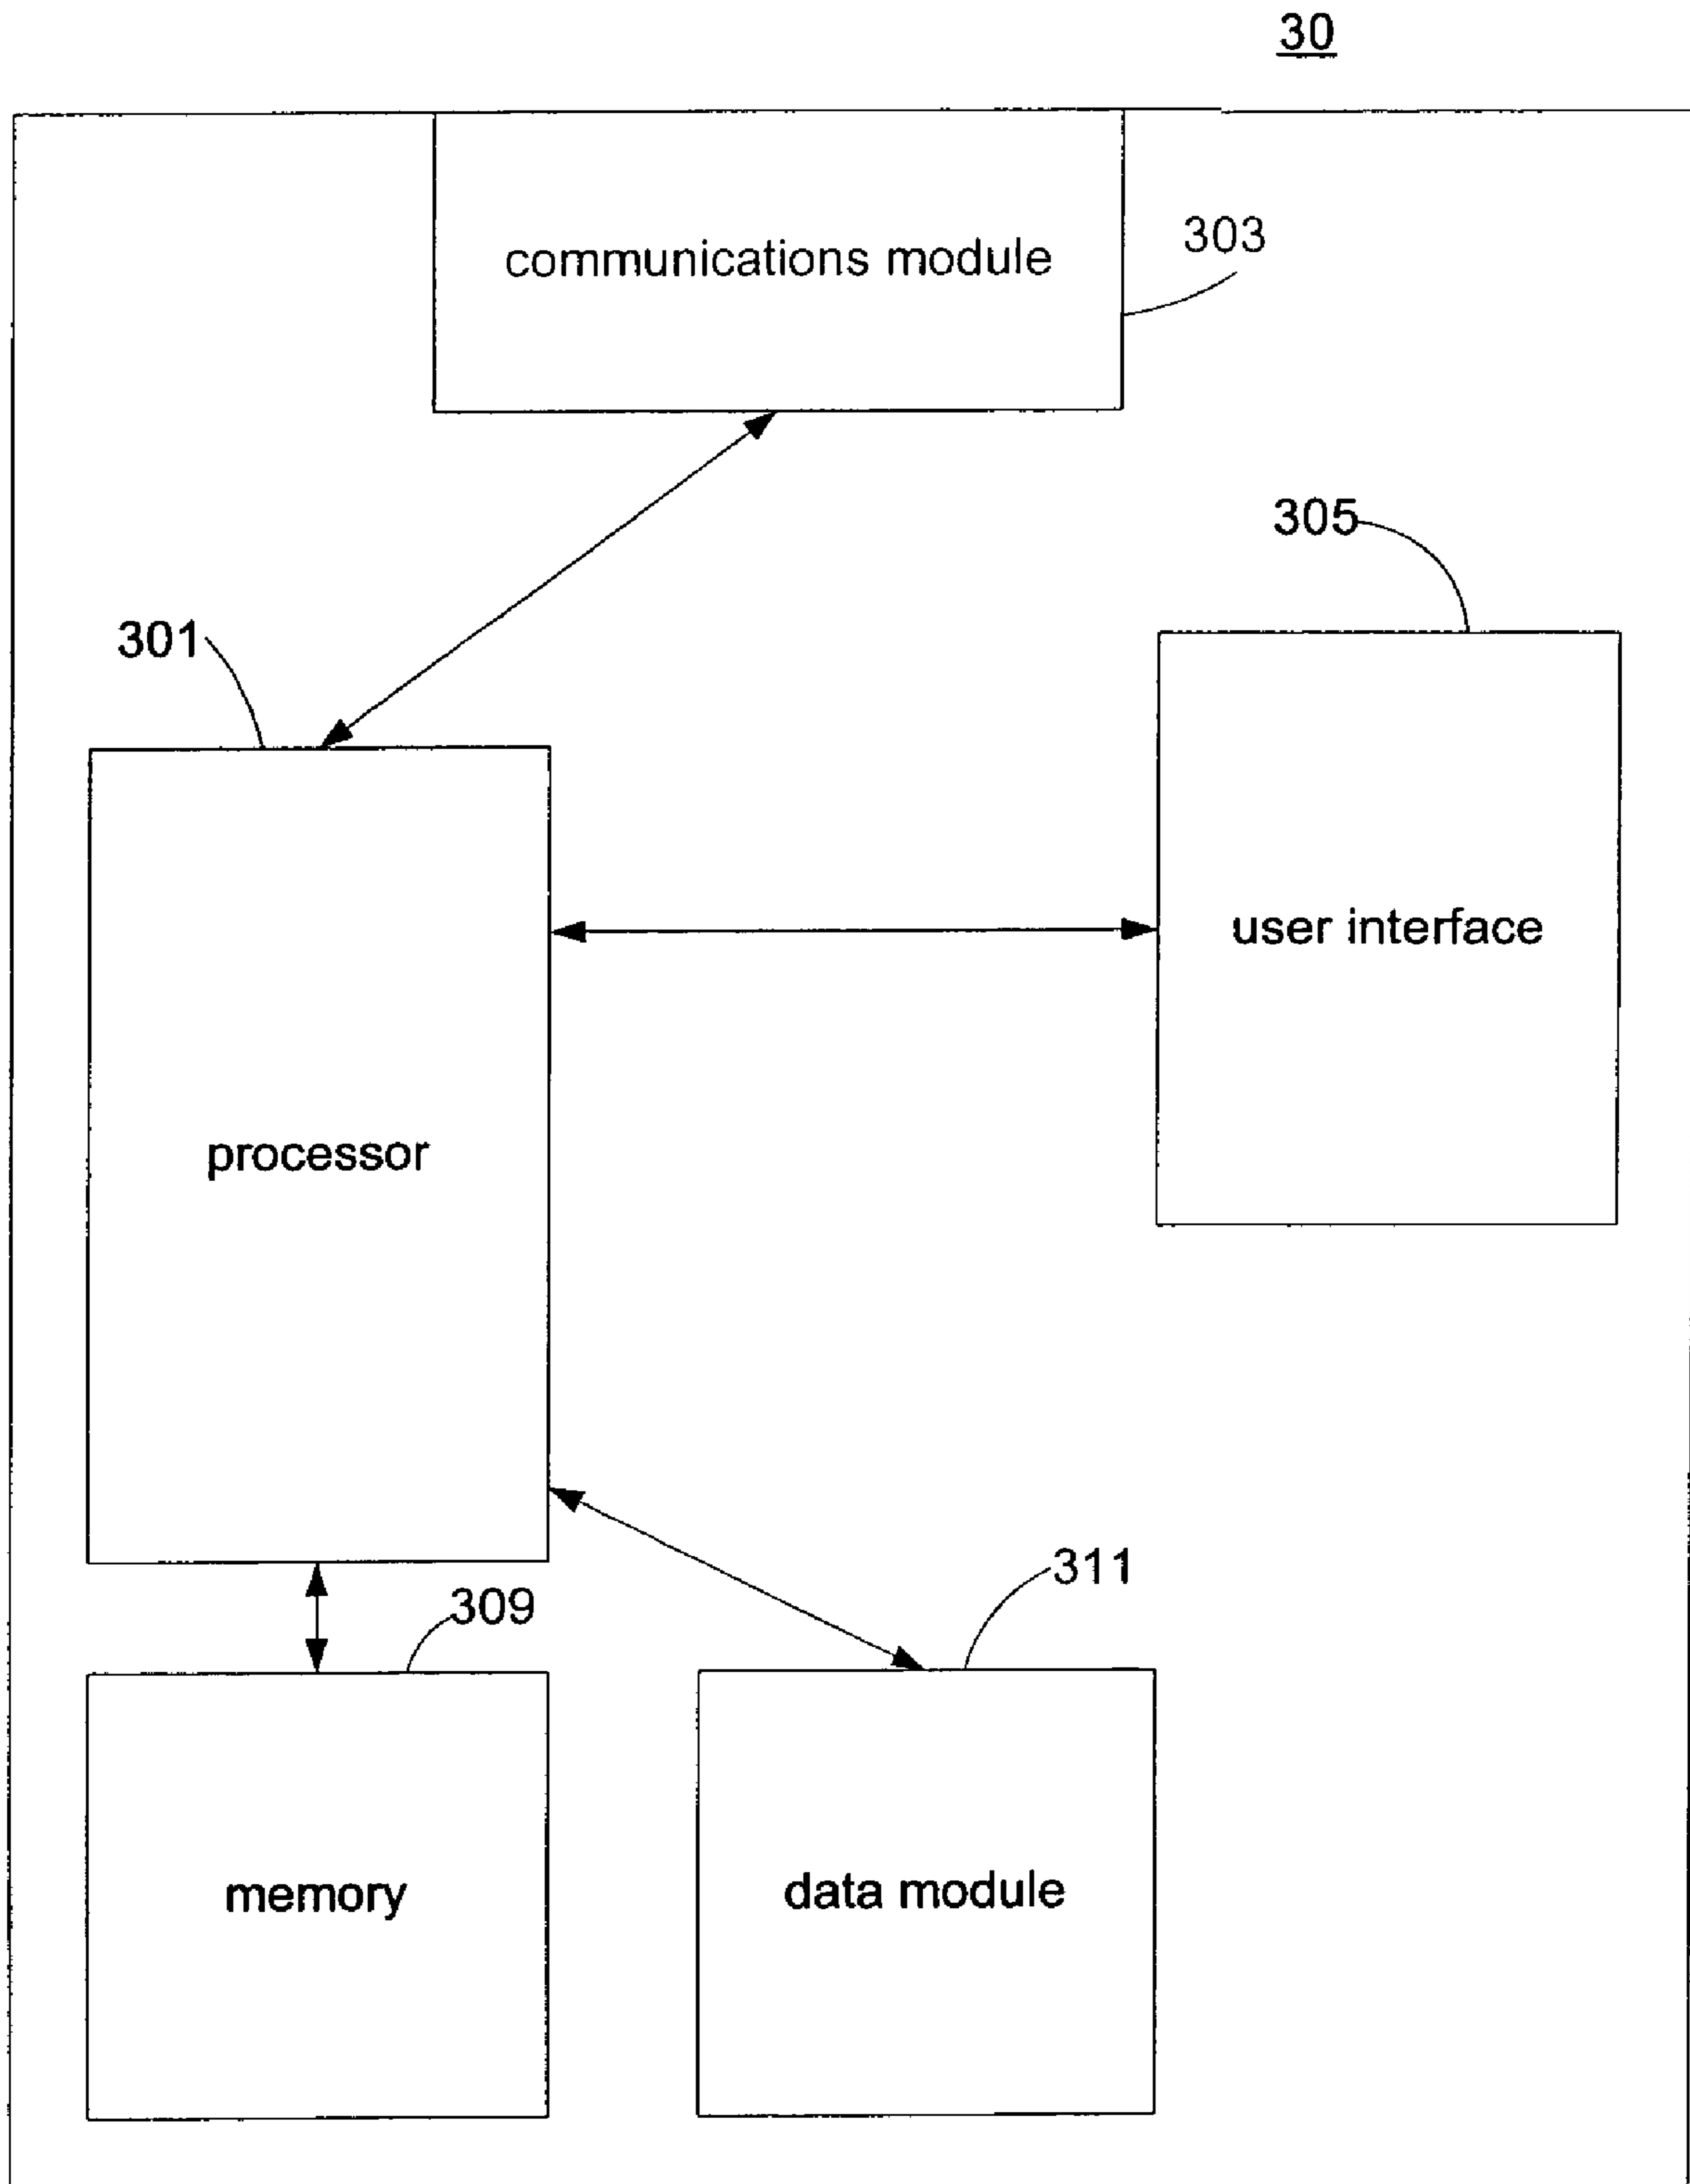 30
communications module
303
305
301
user interface
processor
311
309
memory
data module